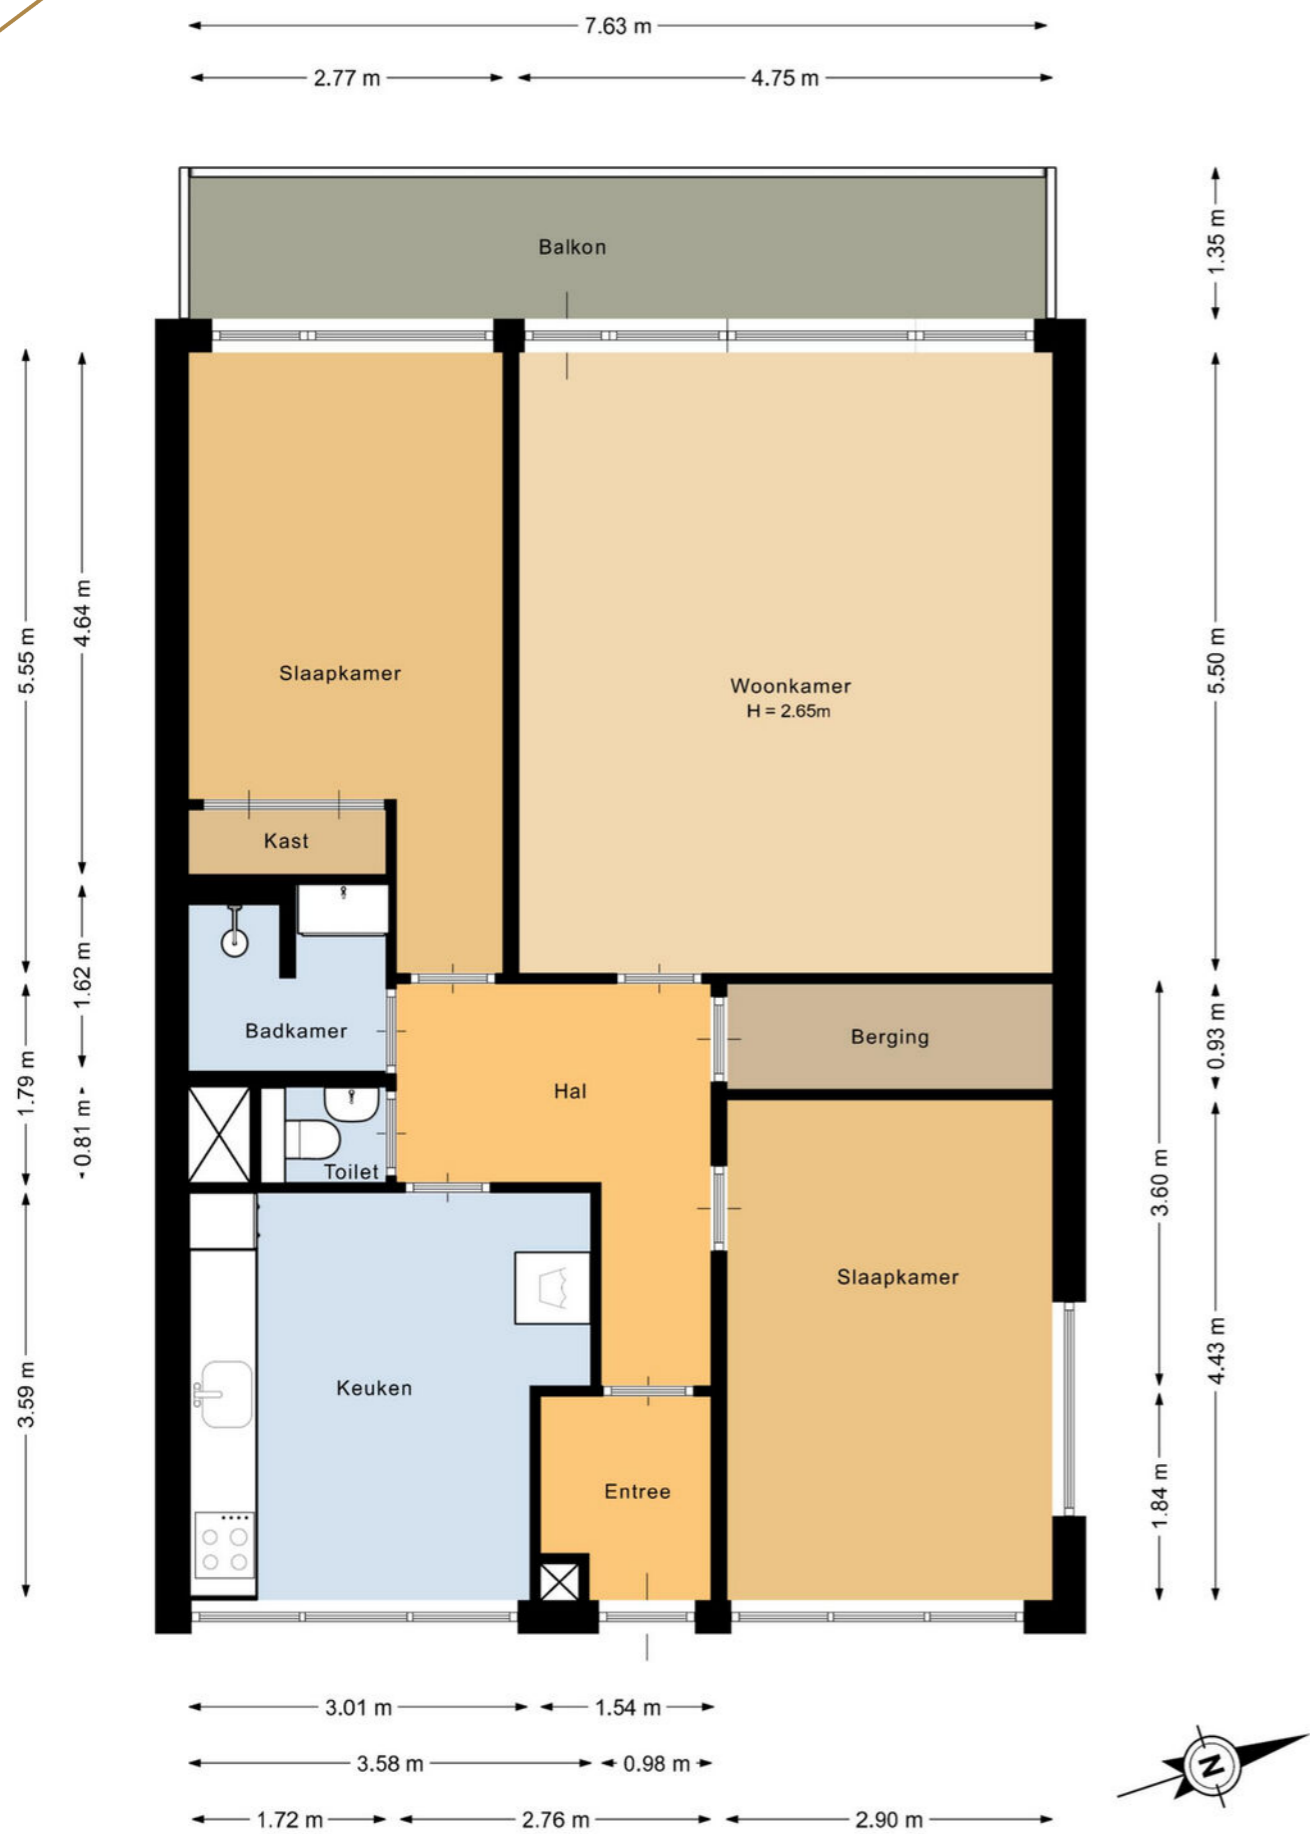 7.63 m
2.77 m
4.75 m
Balkon
1.35 m
5.55 m
4.64 m
Slaapkamer
Woonkamer
H = 2.65m
5.50 m
Kast
1.62 m
Badkamer
Hal
Berging
0.93 m
1.79 m
0.81 m
Toilet
3.60 m
Slaapkamer
3.59 m
Keuken
4.43 m
Entree
1.84 m
3.01 m
1.54 m
3.58 m
0.98 m
1.72 m
2.76 m
2.90 m
N